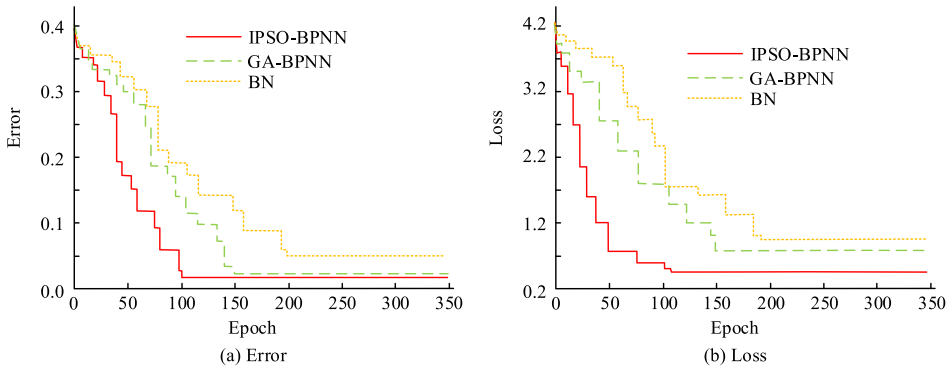 0.4
0.3
0.2
0.1
0.0
Error
0 50 100 150 200 250 300 350
Epoch
IPSO-BPNN
GA-BPNN
BN
(a) Error
4.2
3.2
2.2
1.2
0.2
Loss
0 50 100 150 200 250 300 350
Epoch
IPSO-BPNN
GA-BPNN
BN
(b) Loss